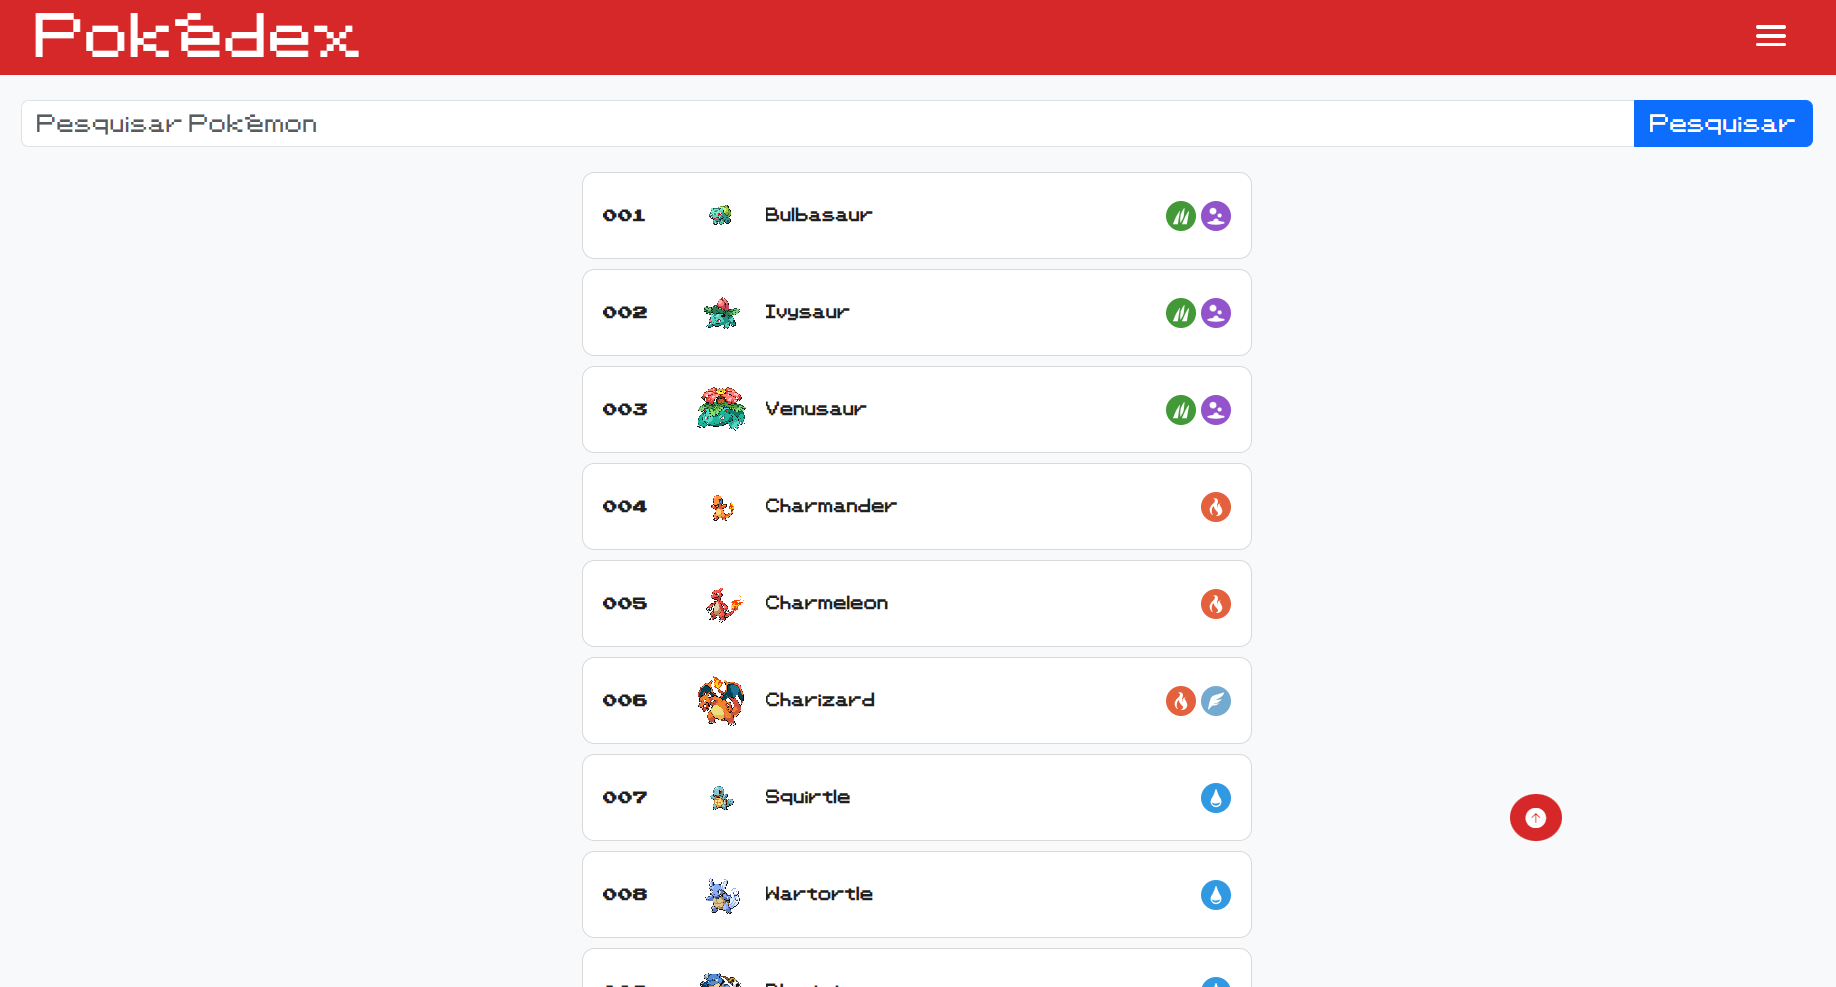 Pokédex
Pesquisar Pokémon
Pesquisar
001 Bulbasaur
002 Ivysaur
003 Venusaur
004 Charmander
005 Charmeleon
006 Charizard
007 Squirtle
008 Wartortle